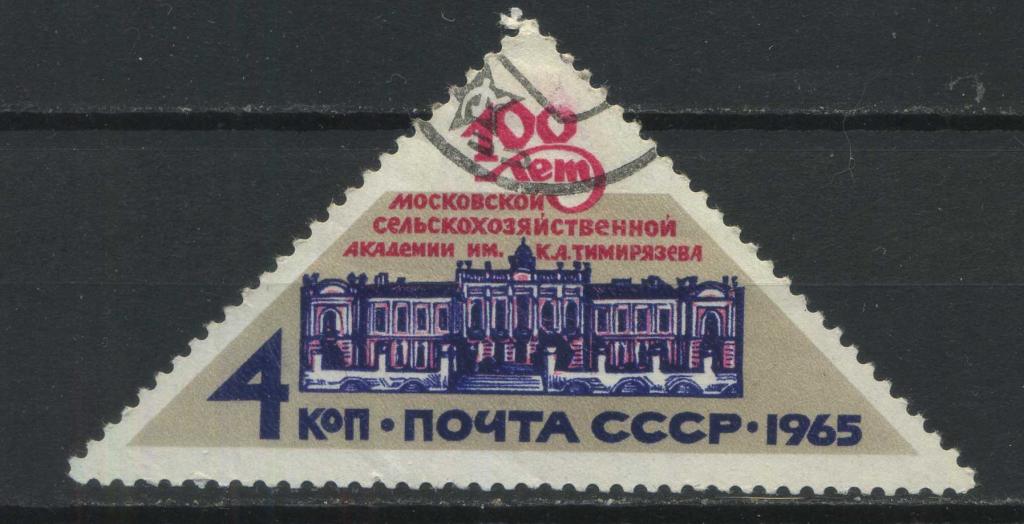 100
лет
МОСКОВСКОЙ
СЕЛЬСКОХОЗЯЙСТВЕННОЙ
АКАДЕМИИ ИМ. К.А. ТИМИРЯЗЕВА
4 КОП • ПОЧТА СССР • 1965